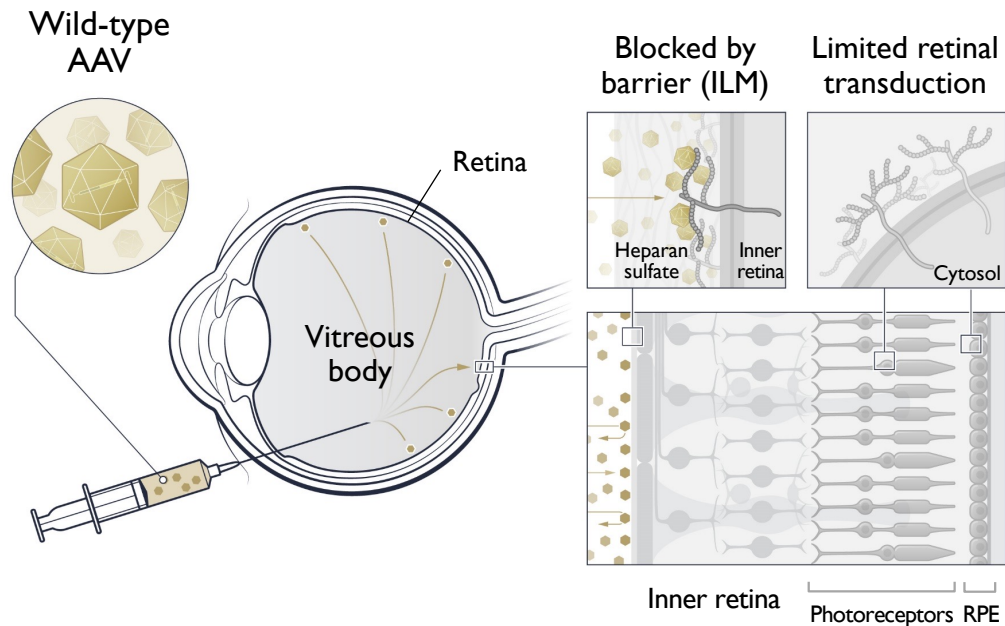 Wild-type
AAV
Blocked by
barrier (ILM)
Limited retinal
transduction
Retina
Heparan
sulfate
Inner
retina
Cytosol
Vitreous
body
Inner retina
Photoreceptors
RPE